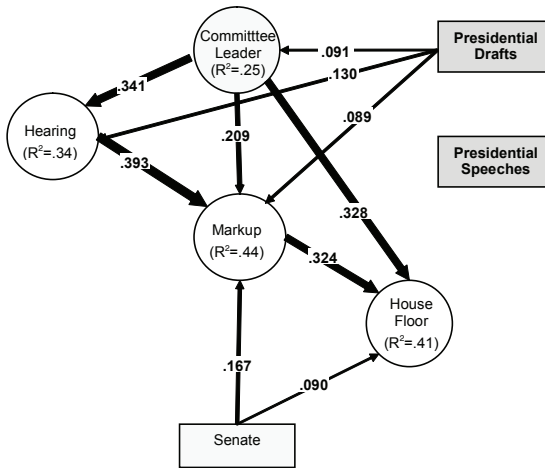 Committtee
Leader
(R²=.25)
Presidential
Drafts
.091
.130
.341
Hearing
(R²=.34)
.209
.089
.393
Presidential
Speeches
.328
Markup
(R²=.44)
.324
House
Floor
(R²=.41)
.167
.090
Senate